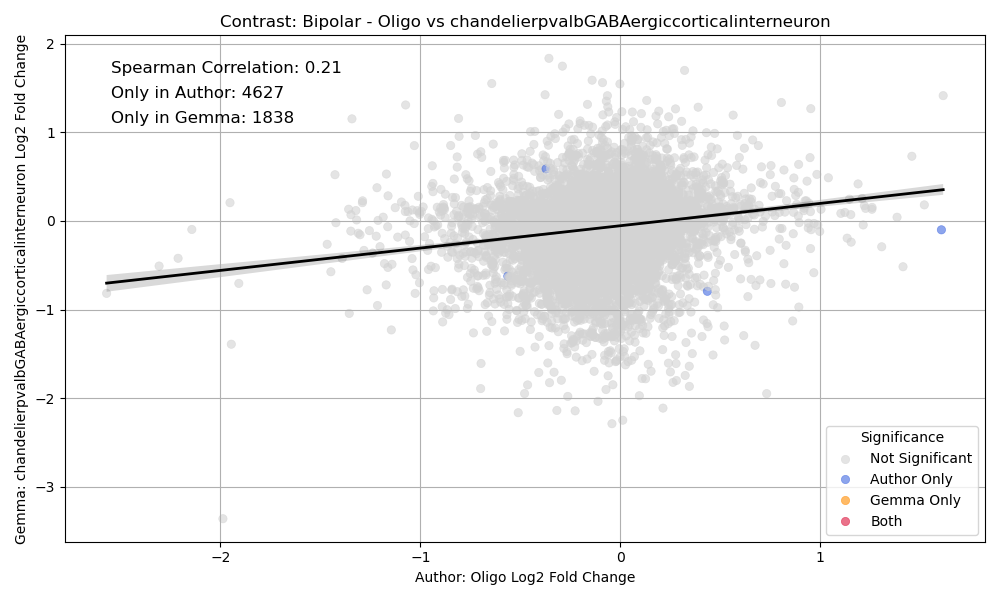 Contrast: Bipolar - Oligo vs chandelierpvalbGABAergiccorticalinterneuron
Spearman Correlation: 0.21
Only in Author: 4627
Only in Gemma: 1838
Gemma: chandelierpvalbGABAergiccorticalinterneuron Log2 Fold Change
2
1
0
−1
−2
−3
Significance
Not Significant
Author Only
Gemma Only
Both
−2
−1
0
1
Author: Oligo Log2 Fold Change